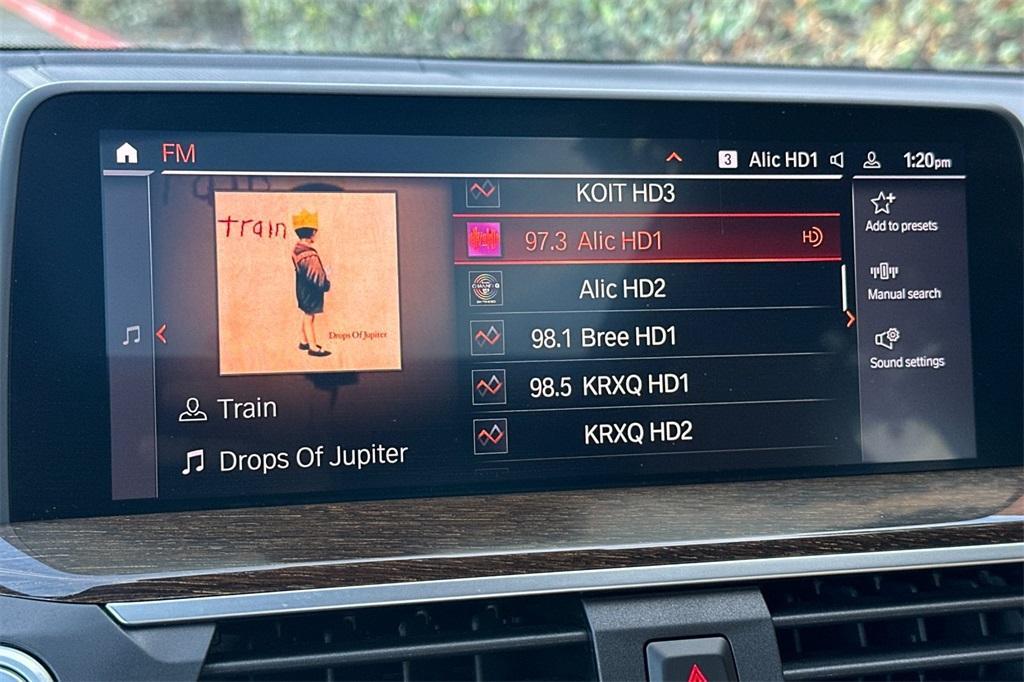 FM
3 Alic HD1 1:20pm
train
Drops Of Jupiter
Train
Drops Of Jupiter
KOIT HD3
97.3 Alic HD1 HD
Alic HD2
98.1 Bree HD1
98.5 KRXQ HD1
KRXQ HD2
Add to presets
Manual search
Sound settings